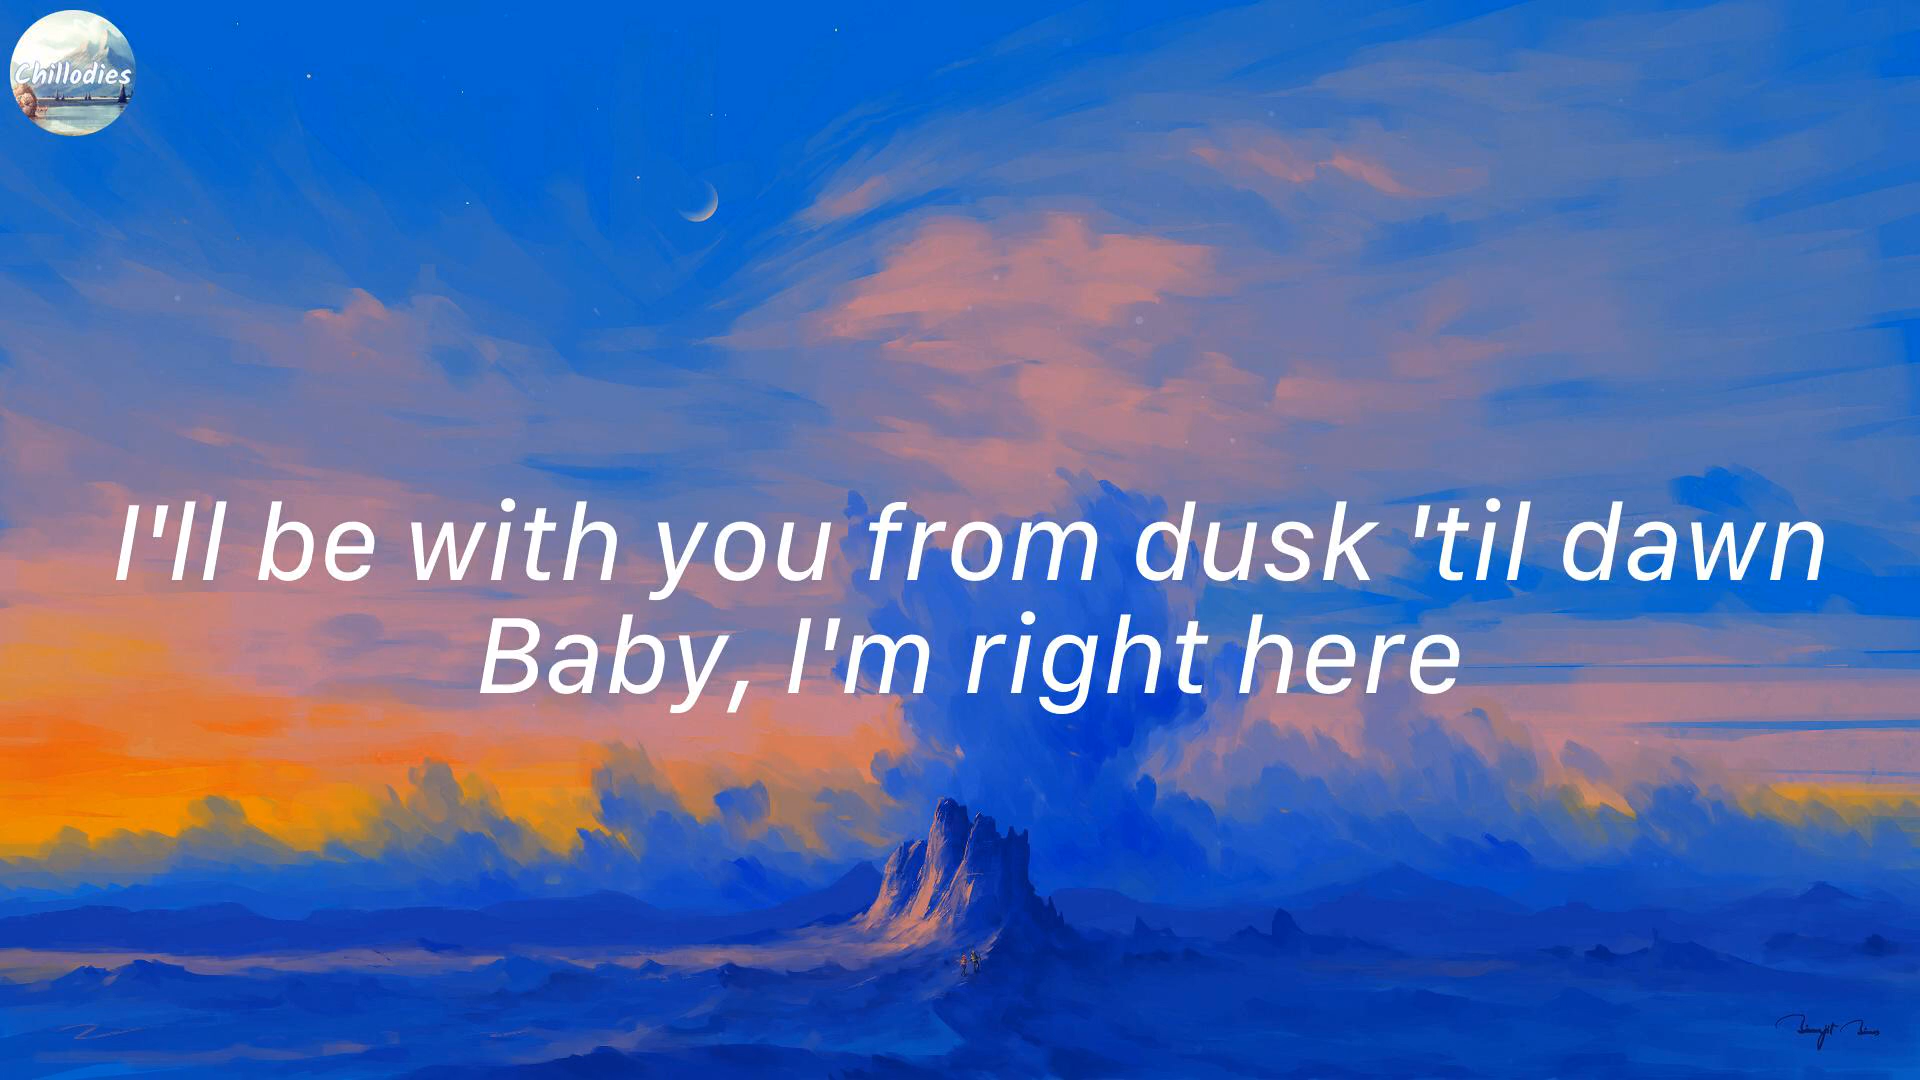 Chillodies
I'll be with you from dusk 'til dawn
Baby, I'm right here